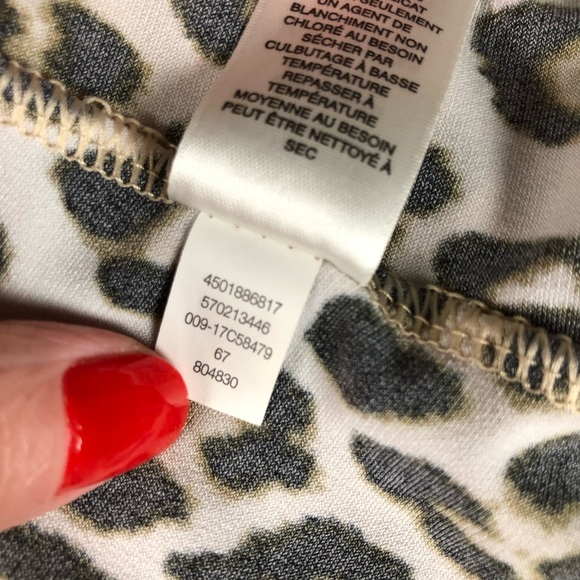 SEULEMENT
UN AGENT DE
BLANCHIMENT NON
CHLORÉ AU BESOIN
SÉCHER PAR
CULBUTAGE À BASSE
TEMPÉRATURE
REPASSER À
TEMPÉRATURE
MOYENNE AU BESOIN
PEUT ÊTRE NETTOYÉ À
SEC
4501886817
570213446
009-17C58479
67
804830